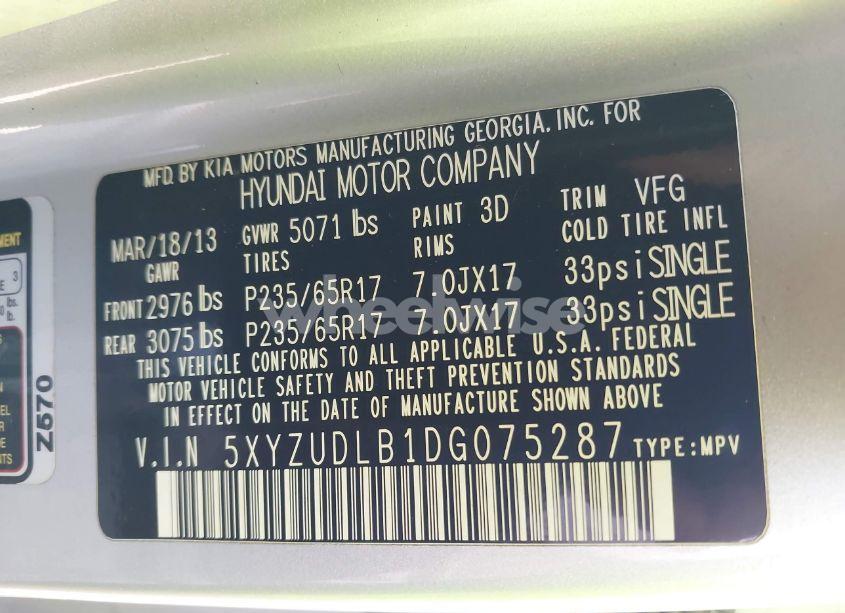 MFD. BY KIA MOTORS MANUFACTURING GEORGIA, INC. FOR
HYUNDAI MOTOR COMPANY
MAR/18/13 GVWR 5071 lbs PAINT 3D TRIM VFG
GAWR TIRES RIMS COLD TIRE INFL
FRONT 2976 lbs P235/65R17 7.0JX17 33psi SINGLE
REAR 3075 lbs P235/65R17 7.0JX17 33psi SINGLE
THIS VEHICLE CONFORMS TO ALL APPLICABLE U.S.A. FEDERAL
MOTOR VEHICLE SAFETY AND THEFT PREVENTION STANDARDS
IN EFFECT ON THE DATE OF MANUFACTURE SHOWN ABOVE
V.I.N 5XYZUDLB1DG075287 TYPE:MPV
Z570
wheelwise